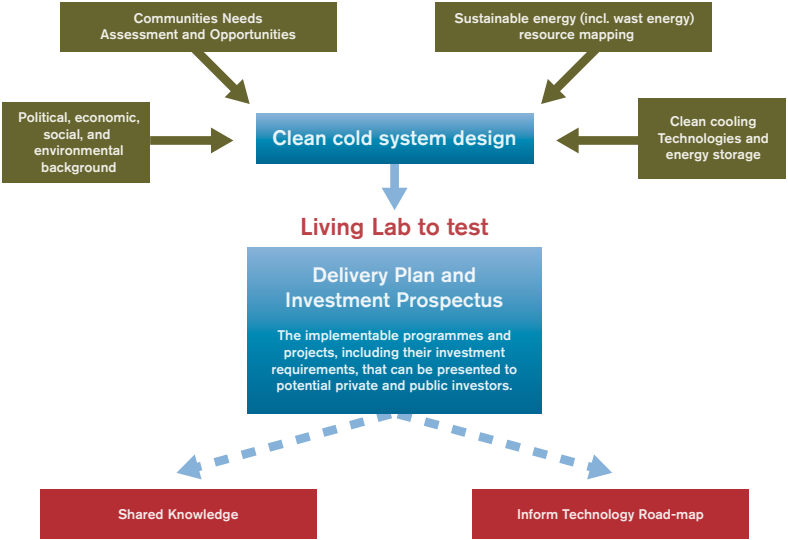 Communities Needs
Assessment and Opportunities
Sustainable energy (incl. wast energy)
resource mapping
Political, economic,
social, and
environmental
background
Clean cold system design
Clean cooling
Technologies and
energy storage
Living Lab to test
Delivery Plan and
Investment Prospectus
The implementable programmes and
projects, including their investment
requirements, that can be presented to
potential private and public investors.
Shared Knowledge
Inform Technology Road-map